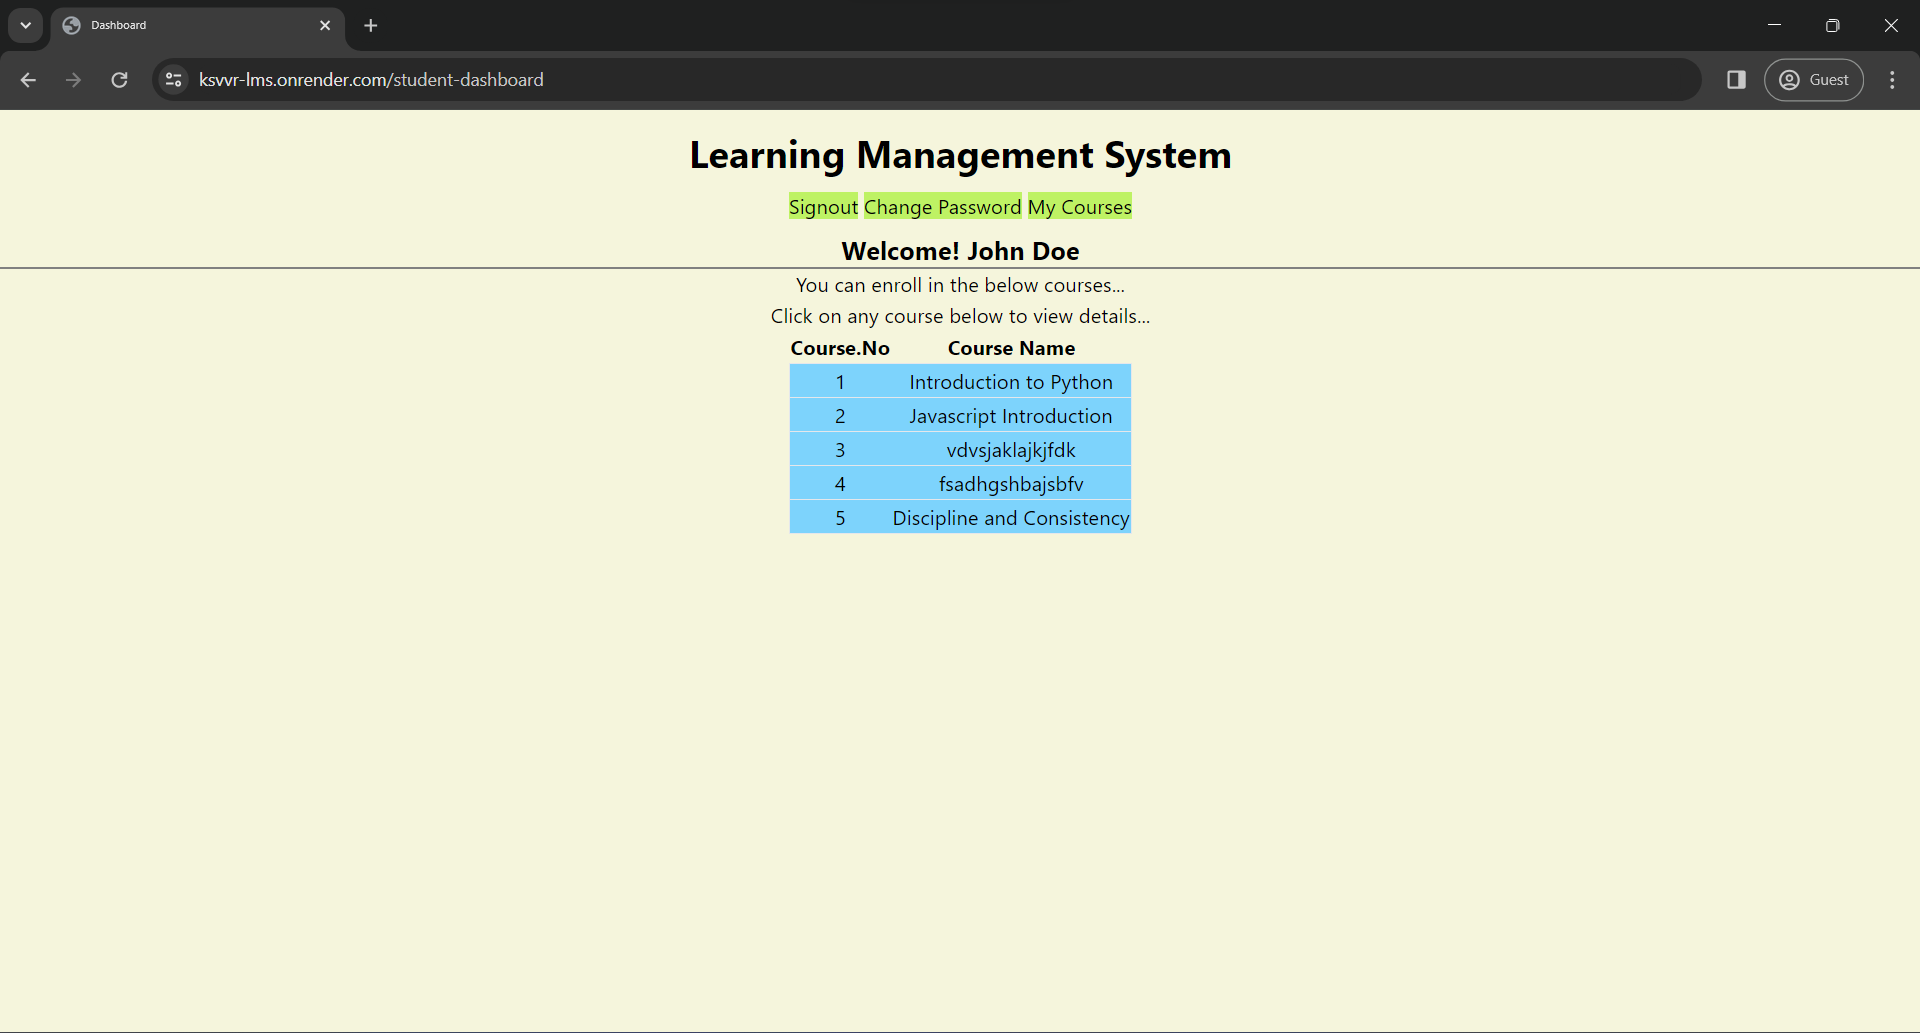 Dashboard
ksvvr-lms.onrender.com/student-dashboard
Guest
Learning Management System
Signout Change Password My Courses
Welcome! John Doe
You can enroll in the below courses...
Click on any course below to view details...
Course.No Course Name
1 Introduction to Python
2 Javascript Introduction
3 vdvsjaklajkjfdk
4 fsadhgshbajsbfv
5 Discipline and Consistency